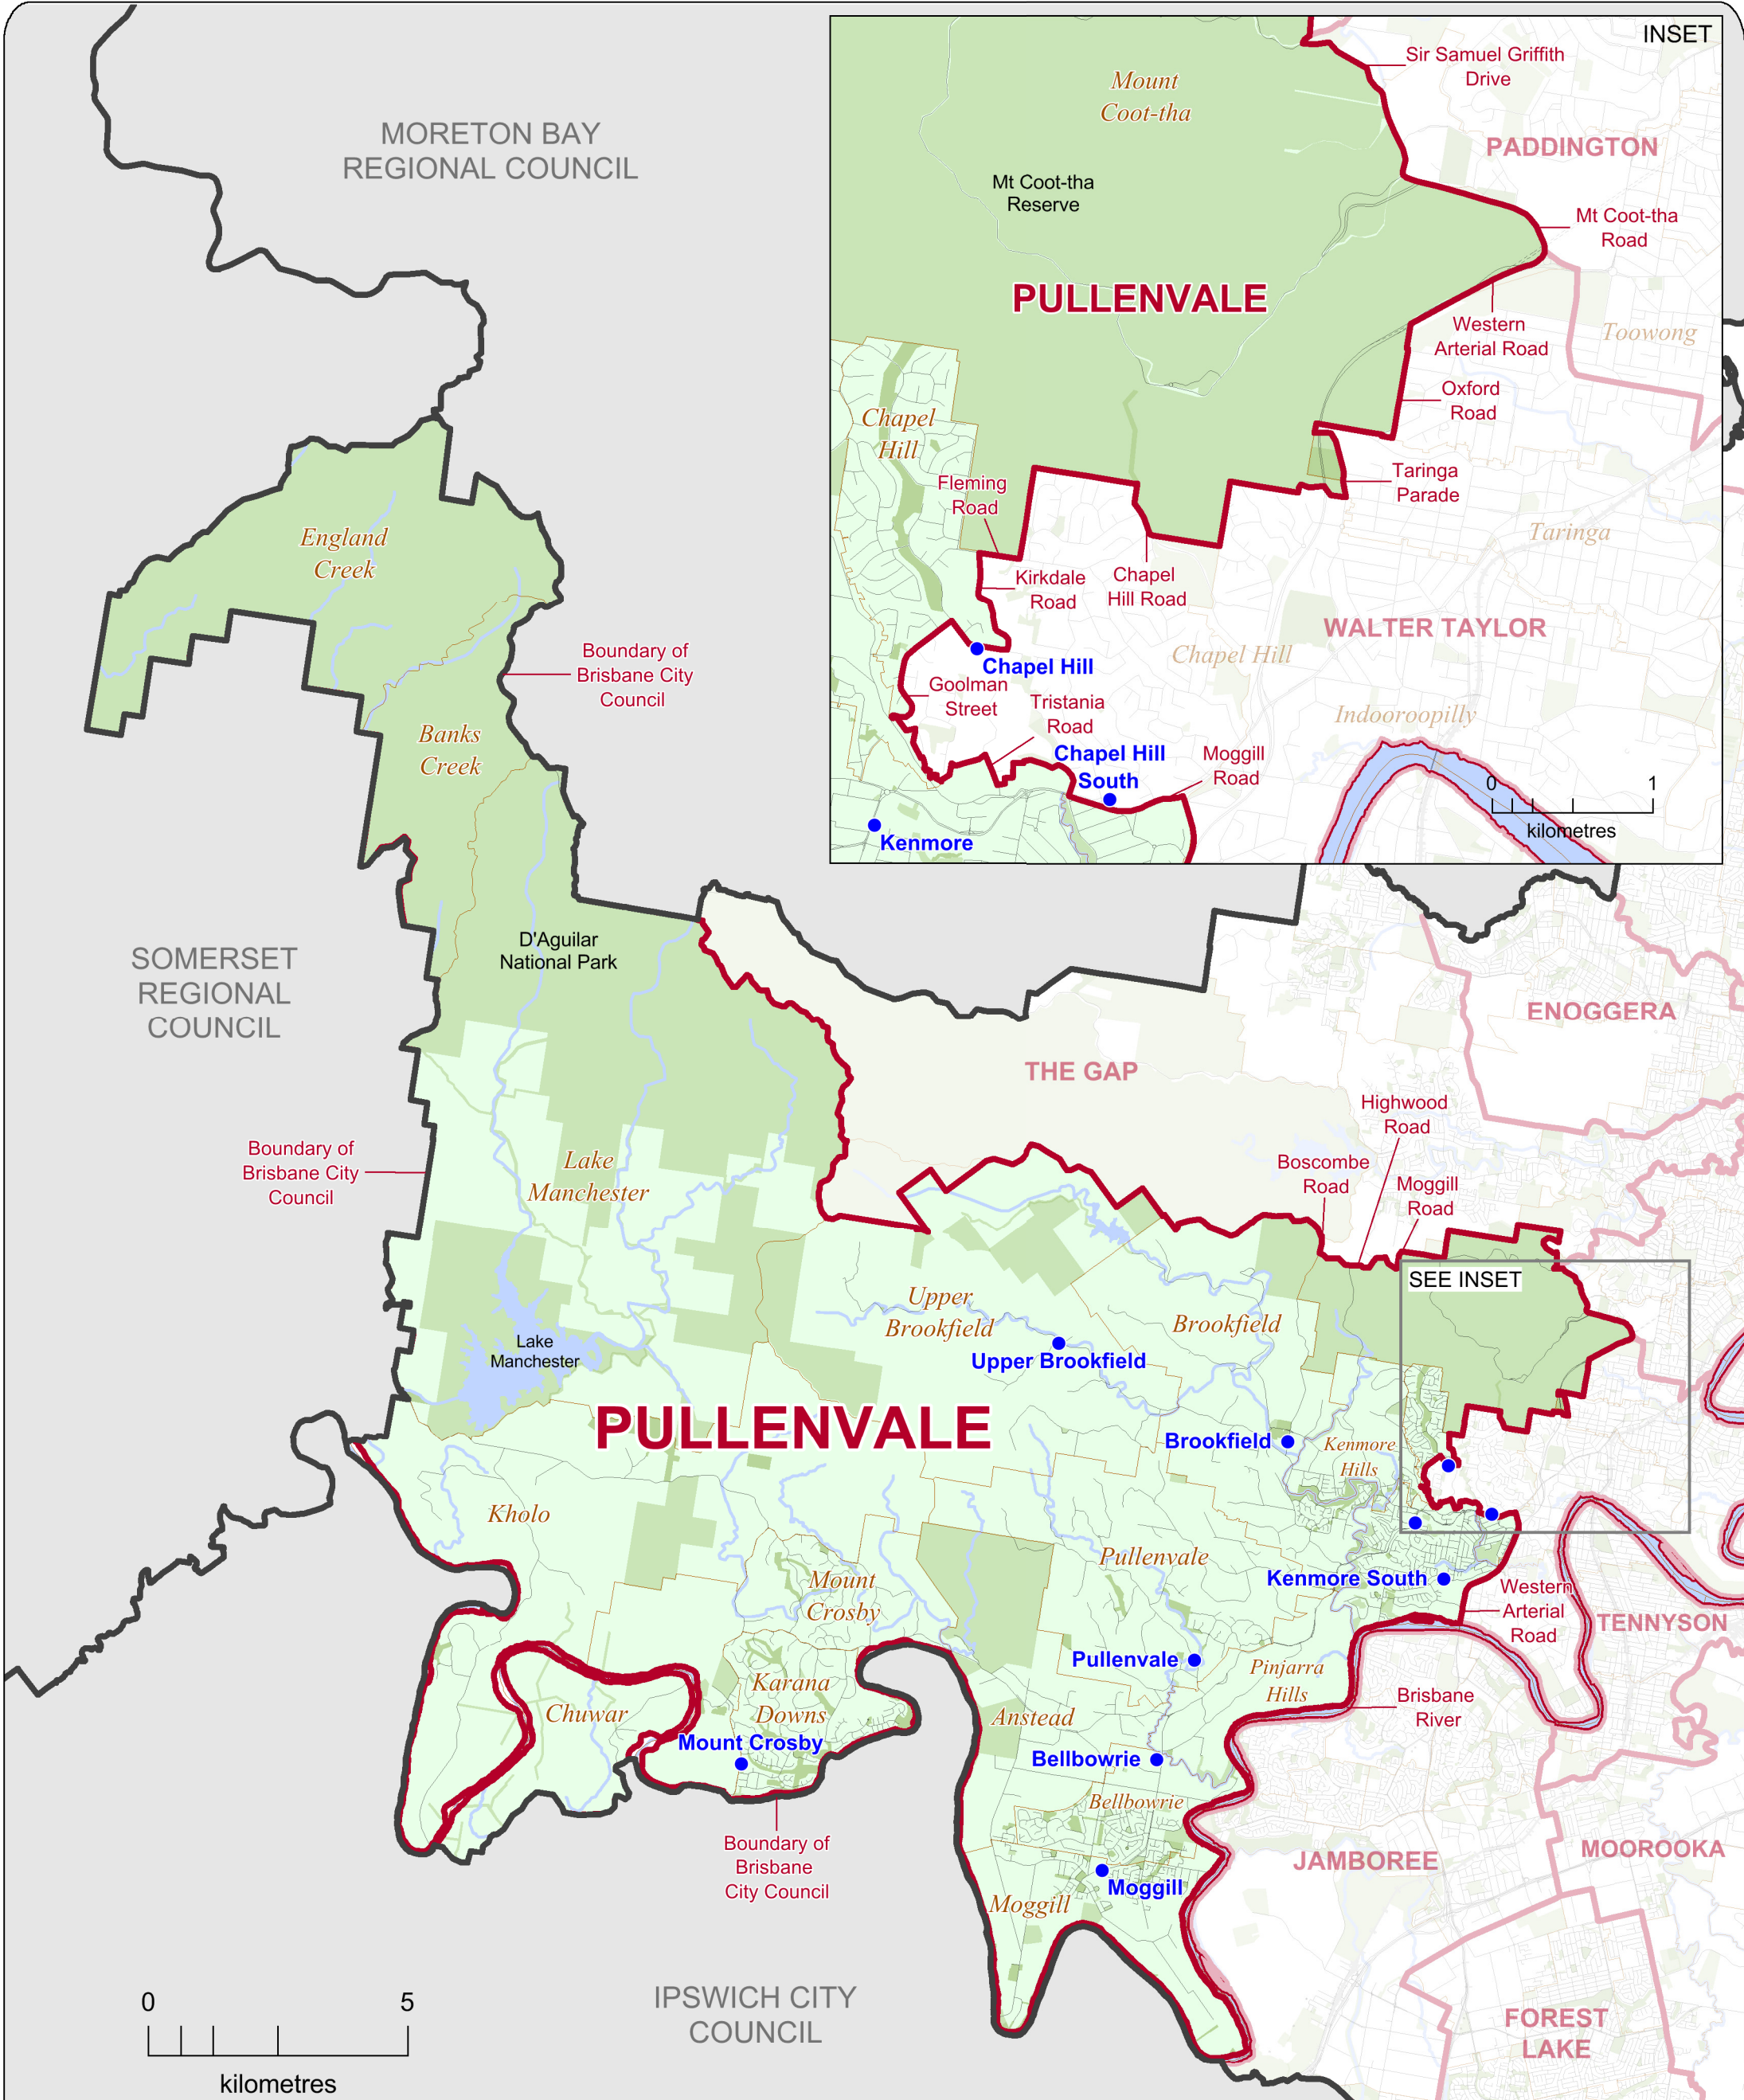 INSET
Sir Samuel Griffith
Drive
Mount
Coot-tha
PADDINGTON
Mt Coot-tha
Reserve
Mt Coot-tha
Road
PULLENVALE
Western
Arterial Road
Toowong
Oxford
Road
Chapel
Hill
Taringa
Parade
Fleming
Road
Taringa
Kirkdale
Road
Chapel
Hill Road
WALTER TAYLOR
Chapel Hill
Chapel Hill
Goolman
Street
Tristania
Road
Indooroopilly
Chapel Hill
South
Moggill
Road
Kenmore
0
1
kilometres
MORETON BAY
REGIONAL COUNCIL
England
Creek
Boundary of
Brisbane City
Council
Banks
Creek
D'Aguilar
National Park
SOMERSET
REGIONAL
COUNCIL
ENOGGERA
THE GAP
Highwood
Road
Boscombe
Road
Moggill
Road
Boundary of
Brisbane City
Council
Lake
Manchester
SEE INSET
Upper
Brookfield
Brookfield
Lake
Manchester
Upper Brookfield
PULLENVALE
Brookfield
Kenmore
Hills
Kholo
Pullenvale
Mount
Crosby
Kenmore South
Western
Arterial
Road
TENNYSON
Pullenvale
Pinjarra
Hills
Karana
Downs
Chuwar
Anstead
Brisbane
River
Mount Crosby
Bellbowrie
Bellbowrie
Boundary of
Brisbane
City Council
JAMBOREE
MOOROOKA
Moggill
Moggill
IPSWICH CITY
COUNCIL
FOREST
LAKE
0
5
kilometres